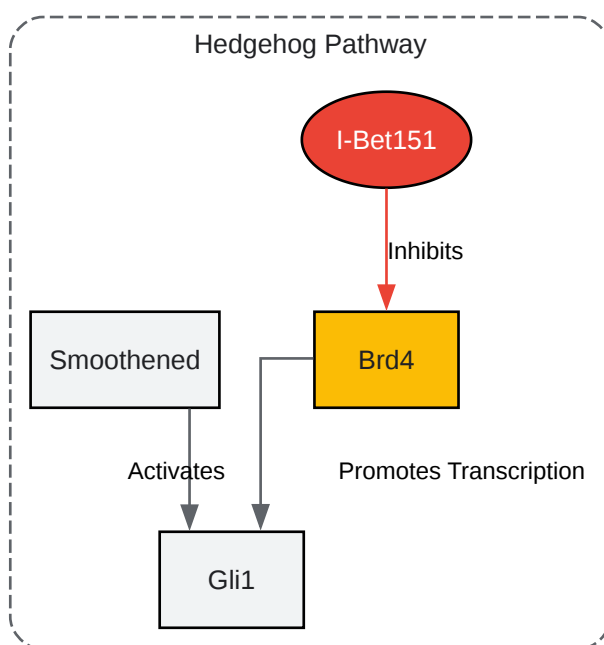 Hedgehog Pathway
I-Bet151
Inhibits
Smoothened
Brd4
Activates
Promotes Transcription
Gli1